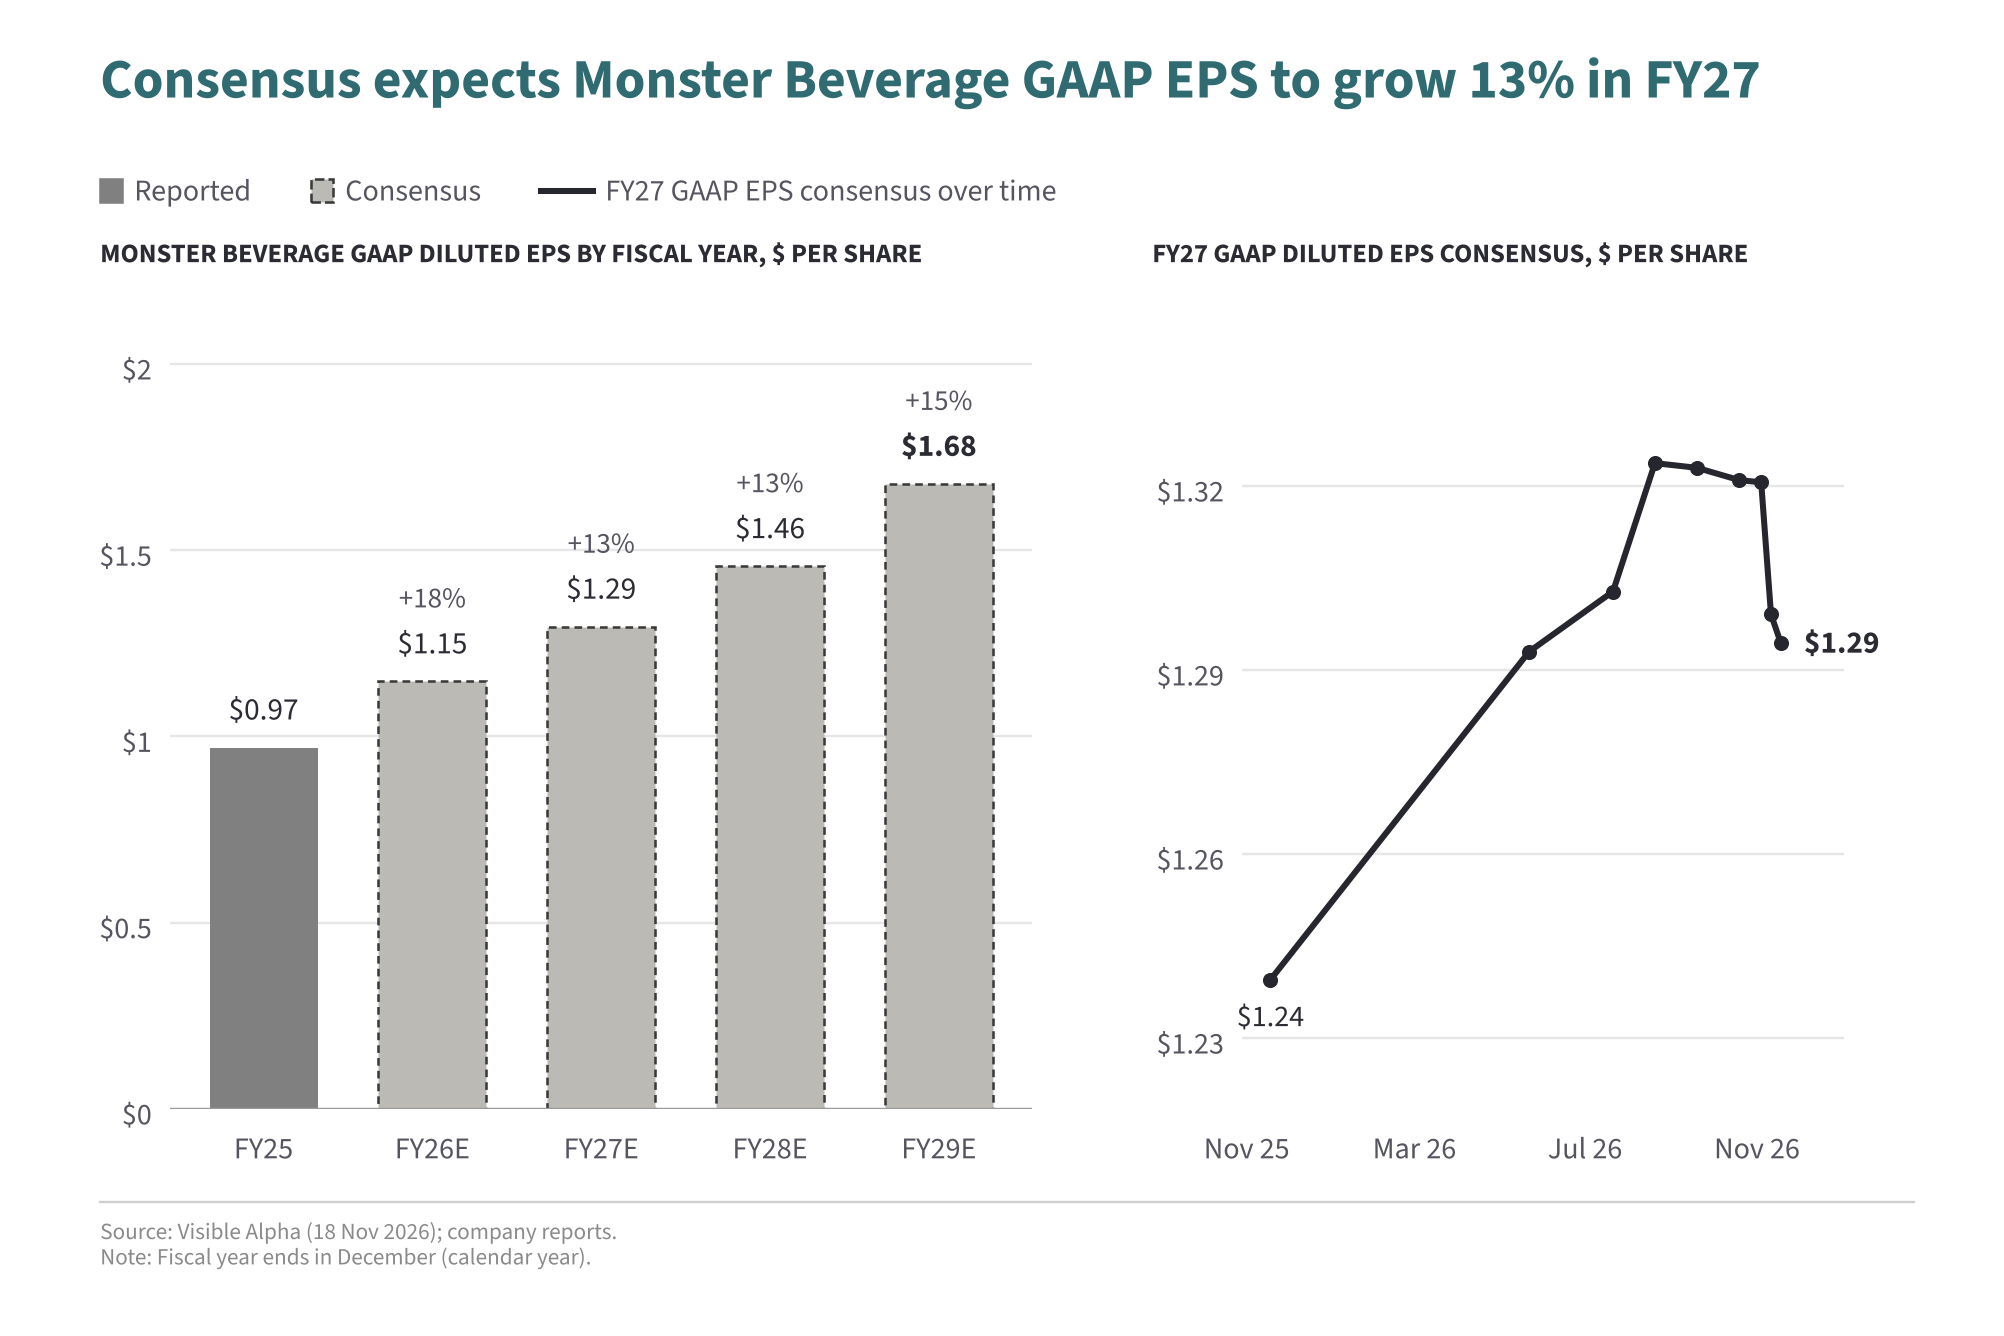 Consensus expects Monster Beverage GAAP EPS to grow 13% in FY27
Reported
Consensus
FY27 GAAP EPS consensus over time
MONSTER BEVERAGE GAAP DILUTED EPS BY FISCAL YEAR, $ PER SHARE
$2
$1.5
$1
$0.5
$0
$0.97
+18%
$1.15
+13%
$1.29
+13%
$1.46
+15%
$1.68
FY25
FY26E
FY27E
FY28E
FY29E
FY27 GAAP DILUTED EPS CONSENSUS, $ PER SHARE
$1.32
$1.29
$1.26
$1.23
$1.24
$1.29
Nov 25
Mar 26
Jul 26
Nov 26
Source: Visible Alpha (18 Nov 2026); company reports.
Note: Fiscal year ends in December (calendar year).